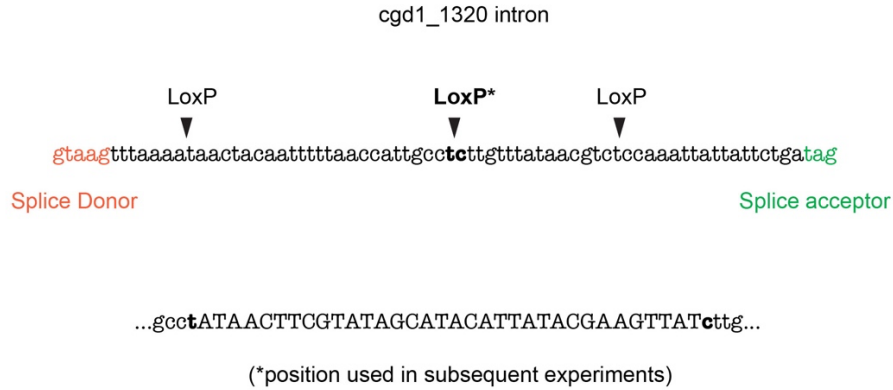 cgd1_1320 intron
LoxP LoxP* LoxP
gtaagtttaaaataactacaatttttaaccattgcctcttgtttataacgtctccaaattattattctgatag
Splice Donor Splice acceptor
...gcctATAACTTCGTATAGCATACATTATACGAAGTTATcttg...
(*position used in subsequent experiments)